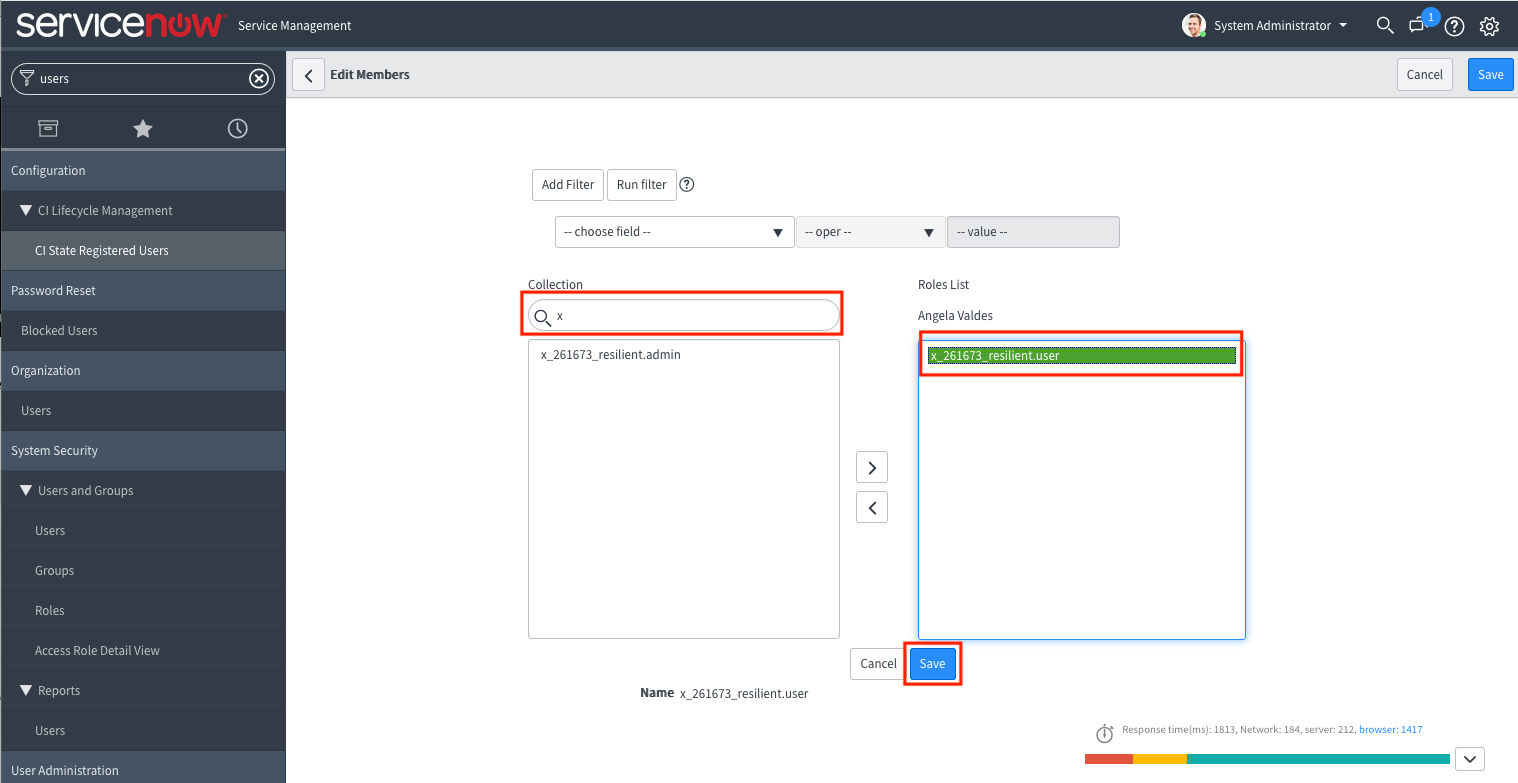 servicenow Service Management
System Administrator
1
users
Edit Members
Cancel
Save
Configuration
CI Lifecycle Management
CI State Registered Users
Password Reset
Blocked Users
Organization
Users
System Security
Users and Groups
Users
Groups
Roles
Access Role Detail View
Reports
Users
User Administration
Add Filter
Run filter
-- choose field --
-- oper --
-- value --
Collection
x
x_261673_resilient.admin
Roles List
Angela Valdes
x_261673_resilient.user
Cancel
Save
Name x_261673_resilient.user
Response time(ms): 1813, Network: 184, server: 212, browser: 1417